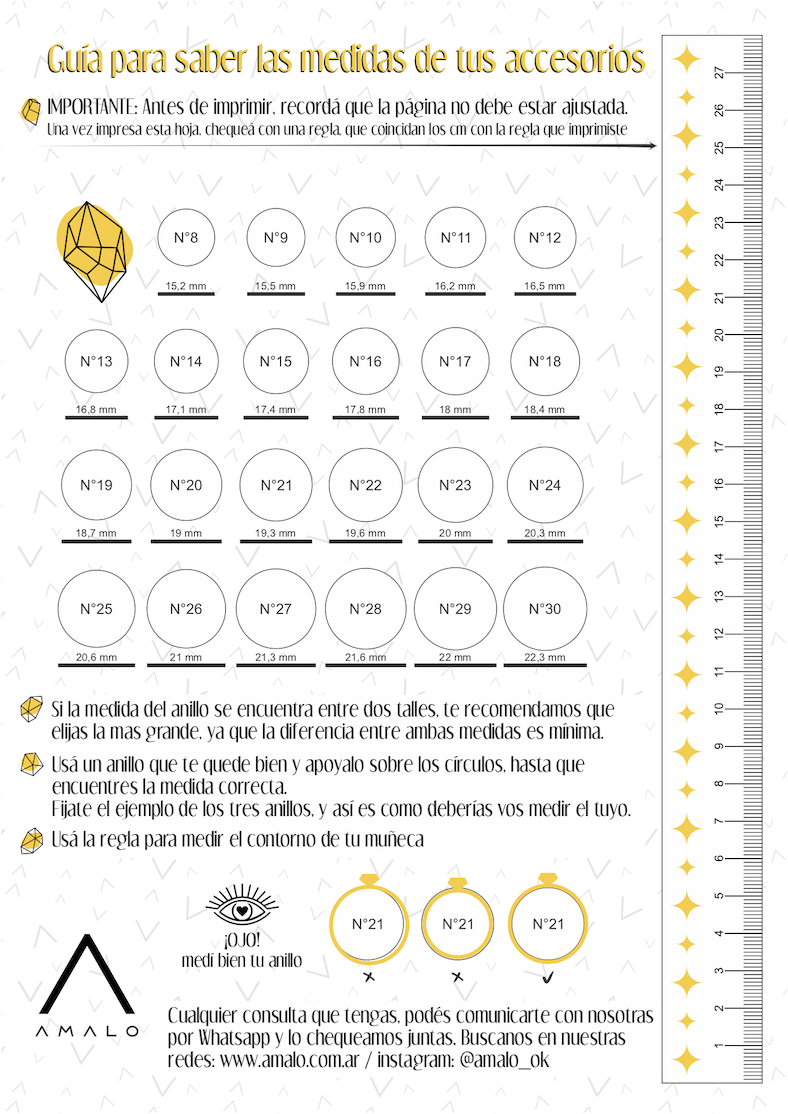 Guía para saber las medidas de tus accesorios
IMPORTANTE: Antes de imprimir, recordá que la página no debe estar ajustada.
Una vez impresa esta hoja, chequeá con una regla, que coincidan los cm con la regla que imprimiste
N°8 N°9 N°10 N°11 N°12
15,2 mm 15,5 mm 15,9 mm 16,2 mm 16,5 mm
N°13 N°14 N°15 N°16 N°17 N°18
16,8 mm 17,1 mm 17,4 mm 17,8 mm 18 mm 18,4 mm
N°19 N°20 N°21 N°22 N°23 N°24
18,7 mm 19 mm 19,3 mm 19,6 mm 20 mm 20,3 mm
N°25 N°26 N°27 N°28 N°29 N°30
20,6 mm 21 mm 21,3 mm 21,6 mm 22 mm 22,3 mm
Si la medida del anillo se encuentra entre dos talles, te recomendamos que
elijas la mas grande, ya que la diferencia entre ambas medidas es mínima.
Usá un anillo que te quede bien y apoyalo sobre los círculos, hasta que
encuentres la medida correcta.
Fijate el ejemplo de los tres anillos, y así es como deberías vos medir el tuyo.
Usá la regla para medir el contorno de tu muñeca
¡OJO!
medí bien tu anillo
N°21 N°21 N°21
AMALO
Cualquier consulta que tengas, podés comunicarte con nosotras
por Whatsapp y lo chequeamos juntas. Buscanos en nuestras
redes: www.amalo.com.ar / instagram: @amalo_ok
27
26
25
24
23
22
21
20
19
18
17
16
15
14
13
12
11
10
9
8
7
6
5
4
3
2
1